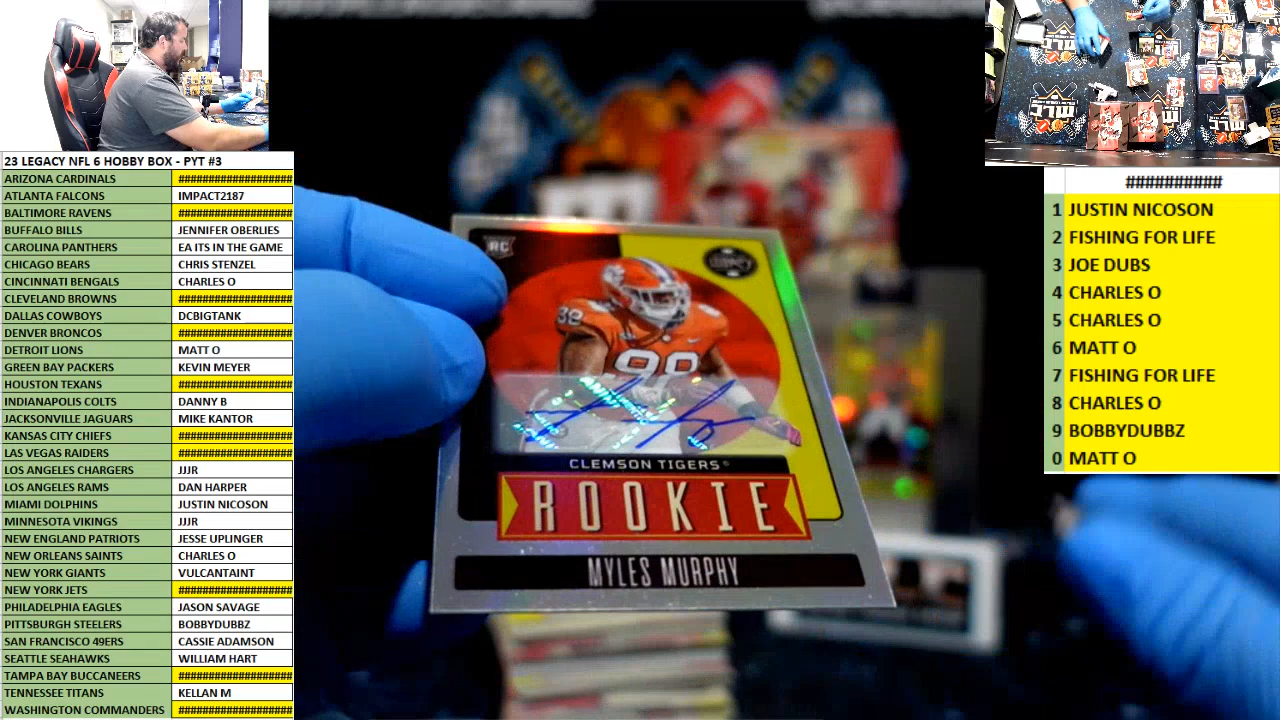 23 LEGACY NFL 6 HOBBY BOX - PYT #3
ARIZONA CARDINALS ###################
ATLANTA FALCONS IMPACT2187
BALTIMORE RAVENS ###################
BUFFALO BILLS JENNIFER OBERLIES
CAROLINA PANTHERS EA ITS IN THE GAME
CHICAGO BEARS CHRIS STENZEL
CINCINNATI BENGALS CHARLES O
CLEVELAND BROWNS ###################
DALLAS COWBOYS DCBIGTANK
DENVER BRONCOS ###################
DETROIT LIONS MATT O
GREEN BAY PACKERS KEVIN MEYER
HOUSTON TEXANS ###################
INDIANAPOLIS COLTS DANNY B
JACKSONVILLE JAGUARS MIKE KANTOR
KANSAS CITY CHIEFS ###################
LAS VEGAS RAIDERS ###################
LOS ANGELES CHARGERS JJJR
LOS ANGELES RAMS DAN HARPER
MIAMI DOLPHINS JUSTIN NICOSON
MINNESOTA VIKINGS JJJR
NEW ENGLAND PATRIOTS JESSE UPLINGER
NEW ORLEANS SAINTS CHARLES O
NEW YORK GIANTS VULCANTAINT
NEW YORK JETS ###################
PHILADELPHIA EAGLES JASON SAVAGE
PITTSBURGH STEELERS BOBBYDUBBZ
SAN FRANCISCO 49ERS CASSIE ADAMSON
SEATTLE SEAHAWKS WILLIAM HART
TAMPA BAY BUCCANEERS ###################
TENNESSEE TITANS KELLAN M
WASHINGTON COMMANDERS ###################
RC
LEGACY
98
98
CLEMSON TIGERS®
ROOKIE
MYLES MURPHY
##########
1 JUSTIN NICOSON
2 FISHING FOR LIFE
3 JOE DUBS
4 CHARLES O
5 CHARLES O
6 MATT O
7 FISHING FOR LIFE
8 CHARLES O
9 BOBBYDUBBZ
0 MATT O